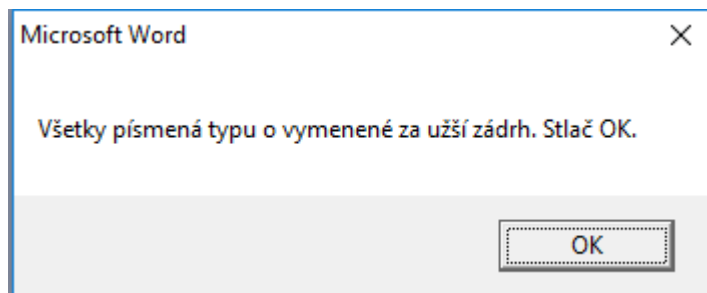 Microsoft Word
Všetky písmená typu o vymenené za užší zádrh. Stlač OK.
OK